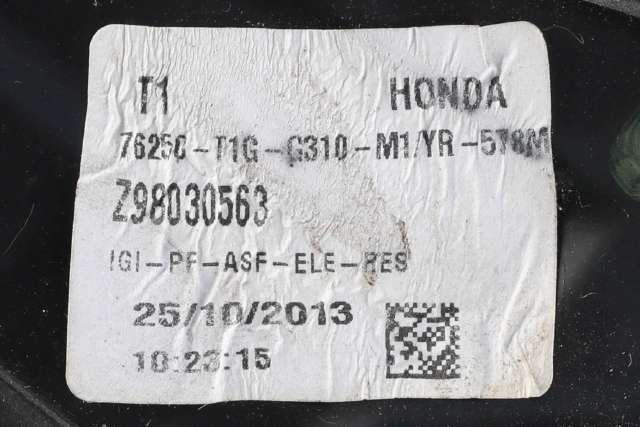 T1 HONDA
76250-T1G-G310-M1/YR-578M
Z98030563
IGI-PF-ASF-ELE-RES
25/10/2013
18:23:15